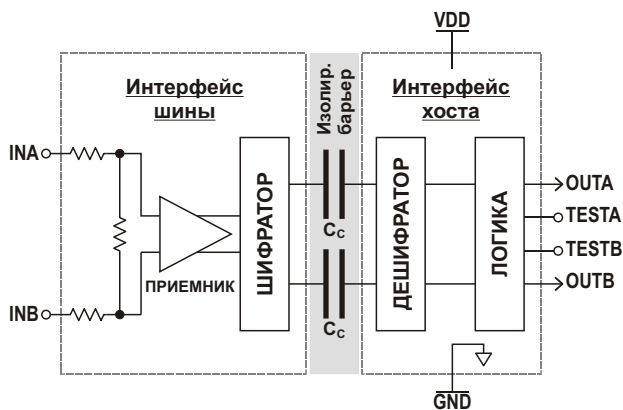 VDD
Интерфейс
шины
Изолир.
барьер
Интерфейс
хоста
INA
INB
ПРИЕМНИК
ШИФРАТОР
CC
CC
ДЕШИФРАТОР
ЛОГИКА
OUTA
TESTA
TESTB
OUTB
GND